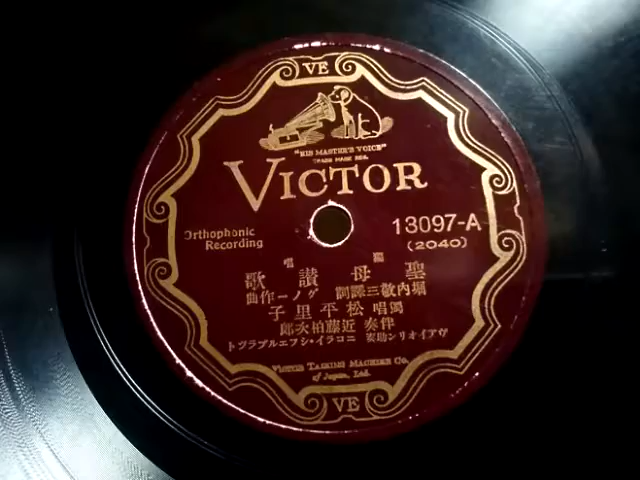 VE
"HIS MASTER'S VOICE"
TRADE MARK REG.
VICTOR
Orthophonic
Recording
13097-A
(2040)
獨唱
聖母讃歌
堀内敬三譯詞 グノー作曲
獨唱 松平里子
伴奏 近藤柏次郎
ヴァイオリン助奏 ニコライ・シフエルブラツト
VICTOR TALKING MACHINE CO.
of Japan, Ltd.
VE